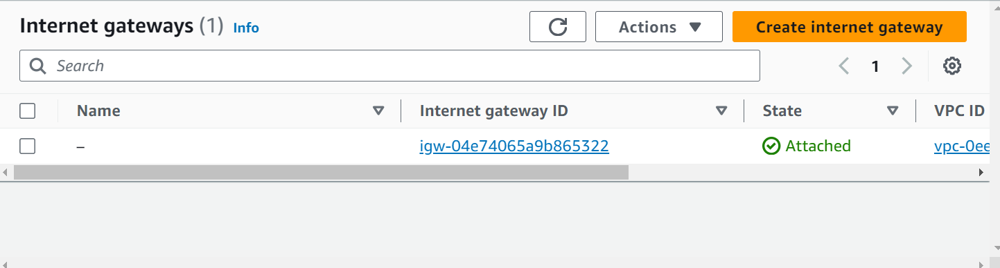 Internet gateways (1) Info
Actions
Create internet gateway
Search
1
Name
Internet gateway ID
State
VPC ID
–
igw-04e74065a9b865322
Attached
vpc-0ee